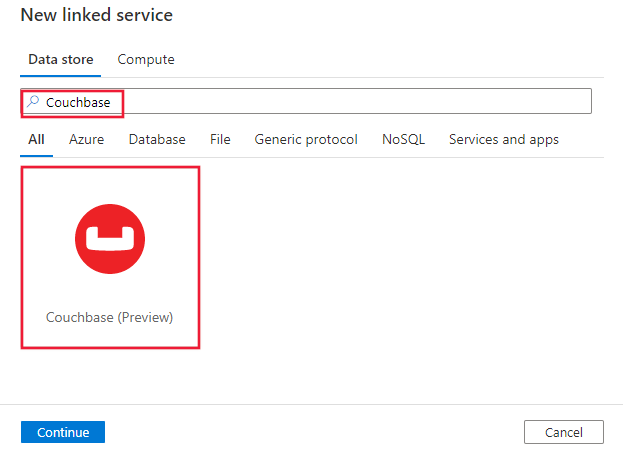 New linked service
Data store Compute
Couchbase
All Azure Database File Generic protocol NoSQL Services and apps
Couchbase (Preview)
Continue Cancel